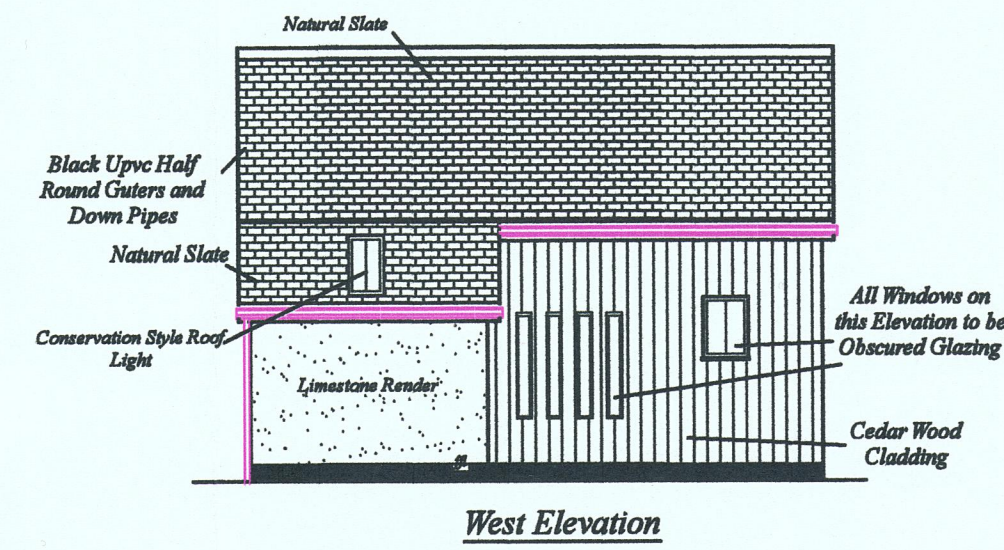 Natural Slate
Black Upvc Half
Round Guters and
Down Pipes
Natural Slate
Conservation Style Roof
Light
Limestone Render
All Windows on
this Elevation to be
Obscured Glazing
Cedar Wood
Cladding
West Elevation